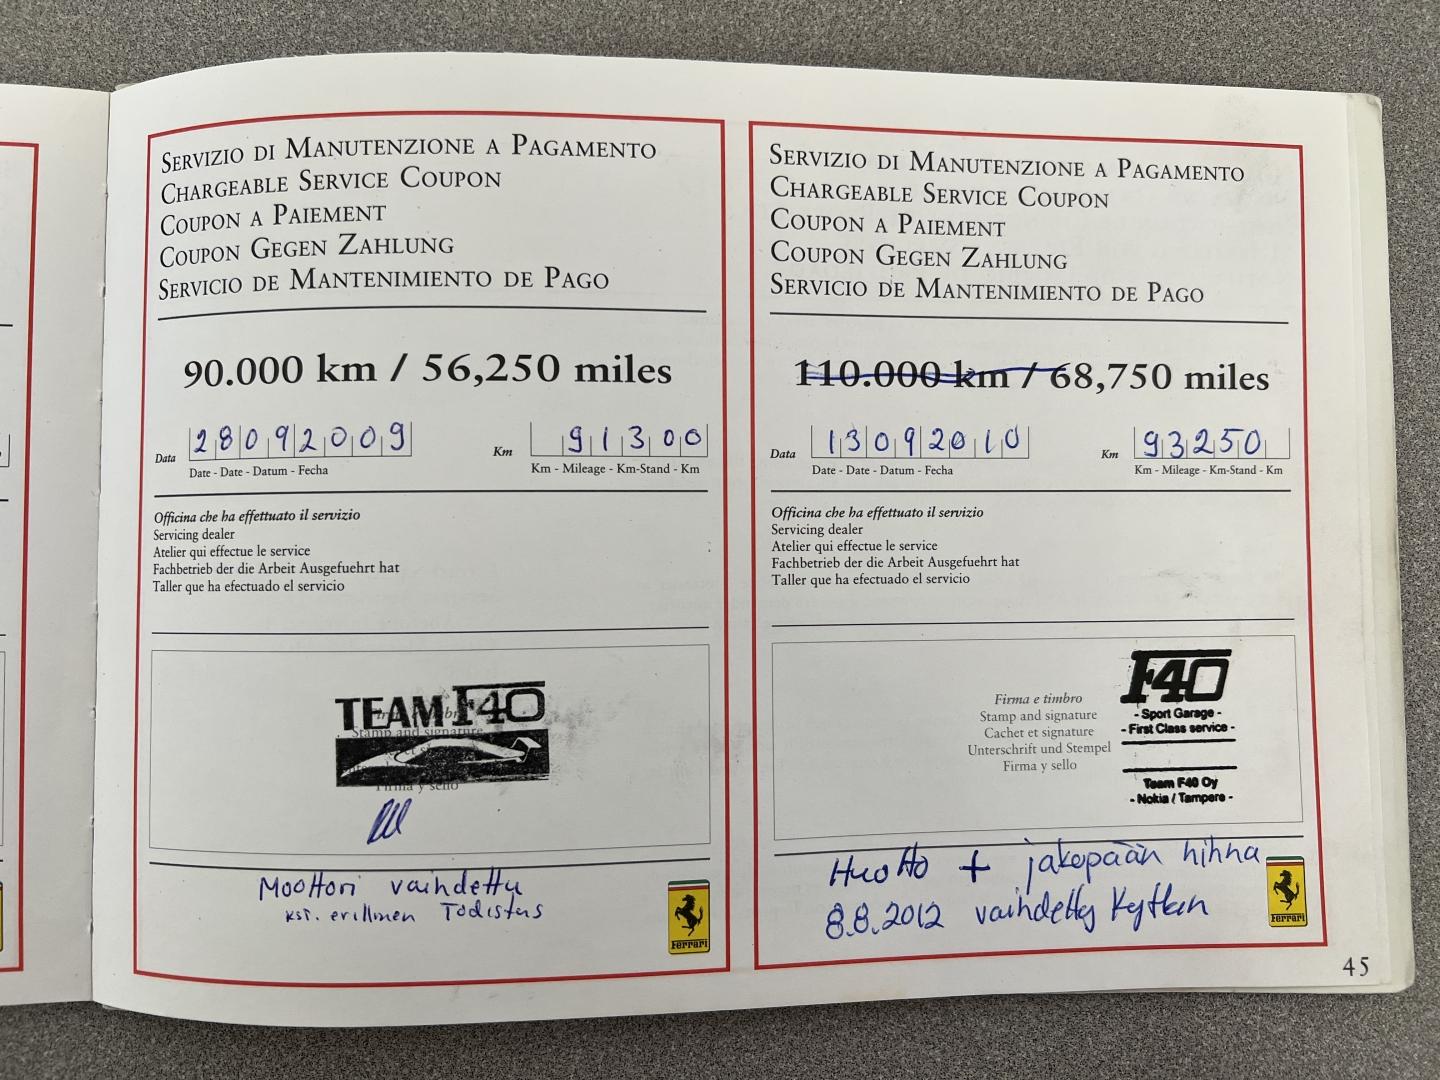 SERVIZIO DI MANUTENZIONE A PAGAMENTO
CHARGEABLE SERVICE COUPON
COUPON A PAIEMENT
COUPON GEGEN ZAHLUNG
SERVICIO DE MANTENIMIENTO DE PAGO
90.000 km / 56,250 miles
Data 28092009 Km 91300
Date - Date - Datum - Fecha Km - Mileage - Km-Stand - Km
Officina che ha effettuato il servizio
Servicing dealer
Atelier qui effectue le service
Fachbetrieb der die Arbeit Ausgefuehrt hat
Taller que ha efectuado el servicio
TEAM F40
Stamp and signature
Firma y sello
Moottori vaihdettu
kst. erillinen Todistus
Ferrari
SERVIZIO DI MANUTENZIONE A PAGAMENTO
CHARGEABLE SERVICE COUPON
COUPON A PAIEMENT
COUPON GEGEN ZAHLUNG
SERVICIO DE MANTENIMIENTO DE PAGO
110.000 km / 68,750 miles
Data 13092010 Km 93250
Date - Date - Datum - Fecha Km - Mileage - Km-Stand - Km
Officina che ha effettuato il servizio
Servicing dealer
Atelier qui effectue le service
Fachbetrieb der die Arbeit Ausgefuehrt hat
Taller que ha efectuado el servicio
Firma e timbro
Stamp and signature
Cachet et signature
Unterschrift und Stempel
Firma y sello
F40
- Sport Garage -
- First Class service -
Team F40 Oy
- Nokia / Tampere -
Huolto + jakopään hihna
8.8.2012 vaihdettu
Ferrari
45